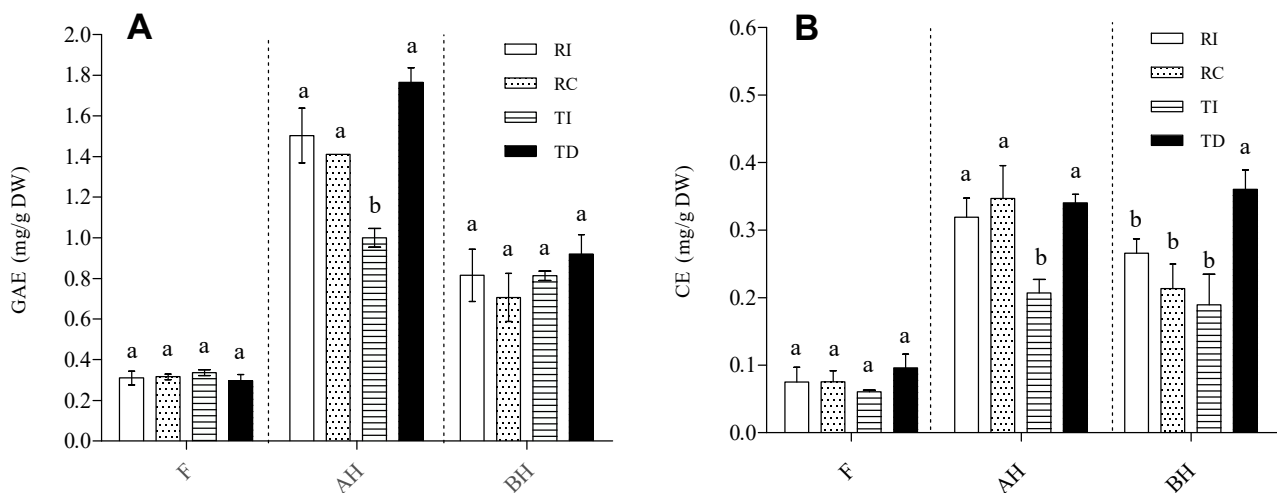 A
GAE (mg/g DW)
2.0
1.8
1.6
1.4
1.2
1.0
0.8
0.6
0.4
0.2
0.0
RI
RC
TI
TD
a a a a
a a b a
a a a a
F AH BH
B
CE (mg/g DW)
0.6
0.5
0.4
0.3
0.2
0.1
0.0
RI
RC
TI
TD
a a a a
a a b a
b b b a
F AH BH